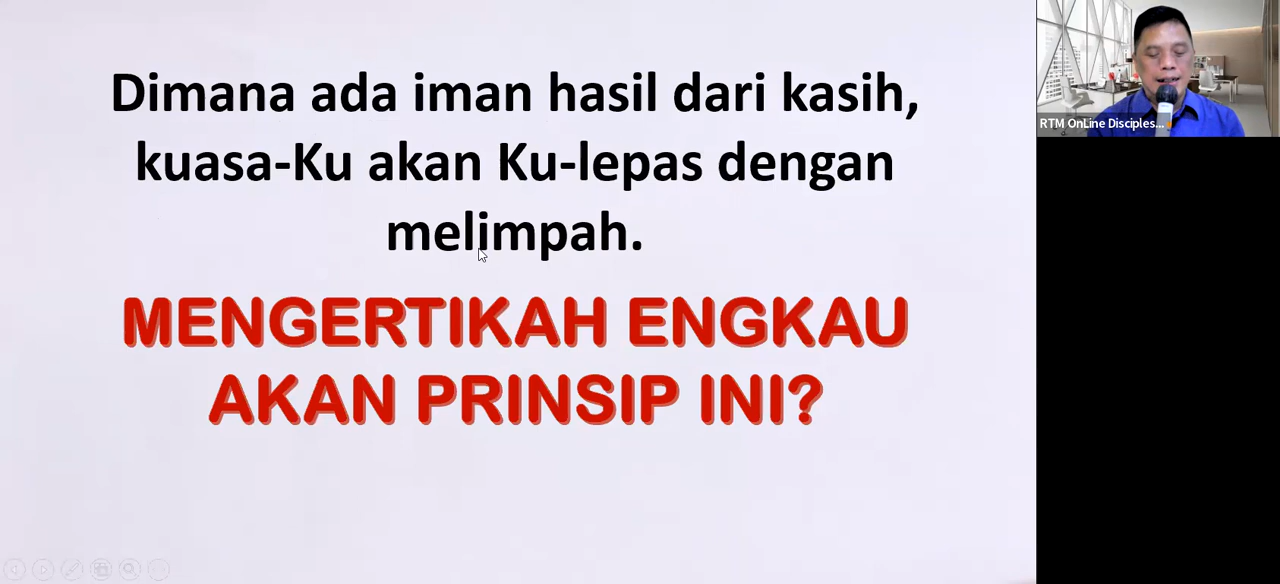 Dimana ada iman hasil dari kasih,
kuasa-Ku akan Ku-lepas dengan
melimpah.
MENGERTIKAH ENGKAU
AKAN PRINSIP INI?
RTM OnLine Disciples...